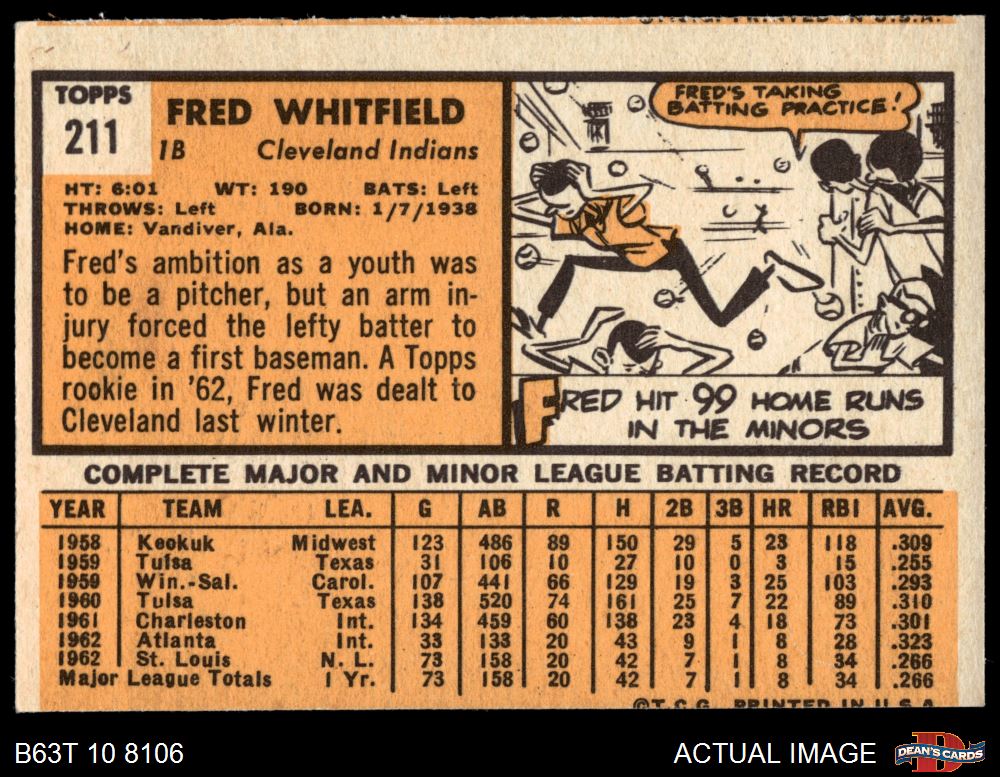 TOPPS
211
FRED WHITFIELD
1B Cleveland Indians
HT: 6:01 WT: 190 BATS: Left
THROWS: Left BORN: 1/7/1938
HOME: Vandiver, Ala.
Fred's ambition as a youth was
to be a pitcher, but an arm in-
jury forced the lefty batter to
become a first baseman. A Topps
rookie in '62, Fred was dealt to
Cleveland last winter.
FRED'S TAKING
BATTING PRACTICE!
FRED HIT 99 HOME RUNS
IN THE MINORS
COMPLETE MAJOR AND MINOR LEAGUE BATTING RECORD
YEAR TEAM LEA. G AB R H 2B 3B HR RBI AVG.
1958 Keokuk Midwest 123 486 89 150 29 5 23 118 .309
1959 Tulsa Texas 31 106 10 27 10 0 3 15 .255
1959 Win.-Sal. Carol. 107 441 66 129 19 3 25 103 .293
1960 Tulsa Texas 138 520 74 161 25 7 22 89 .310
1961 Charleston Int. 134 459 60 138 23 4 18 73 .301
1962 Atlanta Int. 33 133 20 43 9 1 8 28 .323
1962 St. Louis N. L. 73 158 20 42 7 1 8 34 .266
Major League Totals 1 Yr. 73 158 20 42 7 1 8 34 .266
©T.C.G. PRINTED IN U.S.A.
B63T 10 8106
ACTUAL IMAGE
DEAN'S CARDS